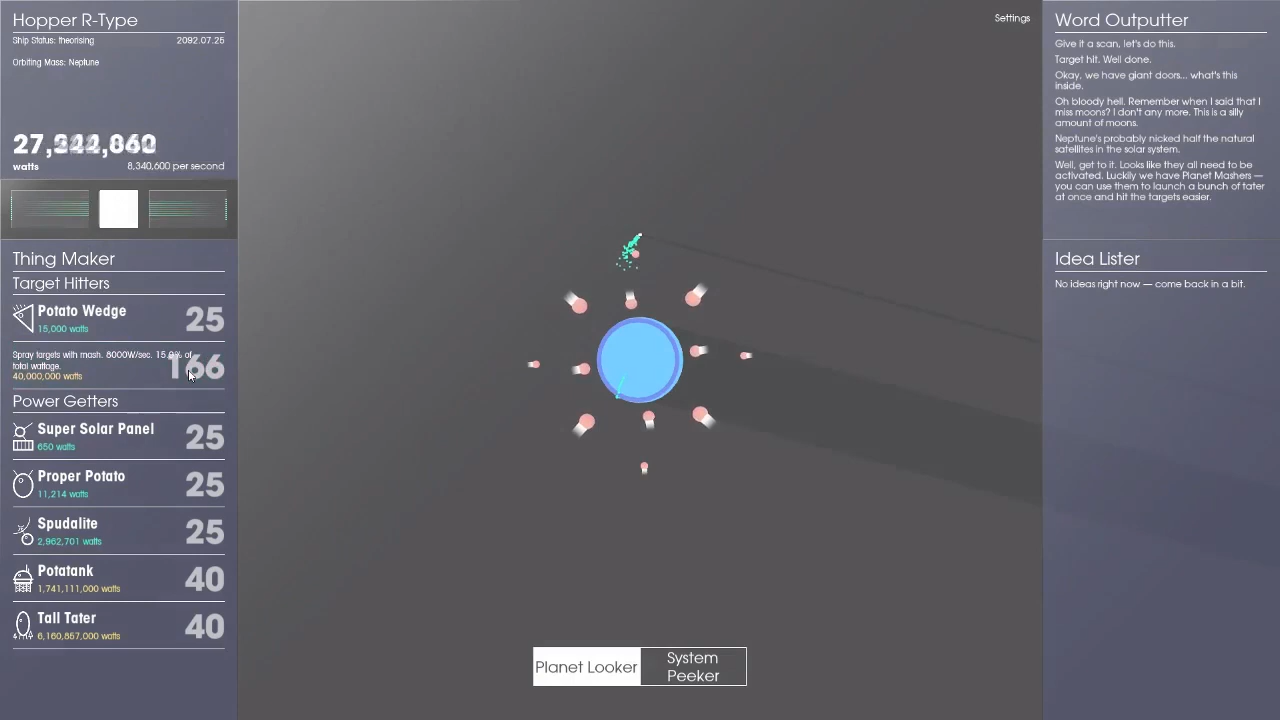 Hopper R-Type
Ship Status: theorising
2092.07.25
Orbiting Mass: Neptune
watts
8,340,600 per second
Thing Maker
Target Hitters
Potato Wedge
15,000 watts
25
Spray targets with mash. 8000W/sec. 15.9% of
total wattage.
40,000,000 watts
166
Power Getters
Super Solar Panel
650 watts
25
Proper Potato
11,214 watts
25
Spudalite
2,962,701 watts
25
Potatank
1,741,111,000 watts
40
Tall Tater
6,160,857,000 watts
40
Settings
Planet Looker
System
Peeker
Word Outputter
Give it a scan, let's do this.
Target hit. Well done.
Okay, we have giant doors... what's this
inside.
Oh bloody hell. Remember when I said that I
miss moons? I don't any more. This is a silly
amount of moons.
Neptune's probably nicked half the natural
satellites in the solar system.
Well, get to it. Looks like they all need to be
activated. Luckily we have Planet Mashers —
you can use them to launch a bunch of tater
at once and hit the targets easier.
Idea Lister
No ideas right now — come back in a bit.